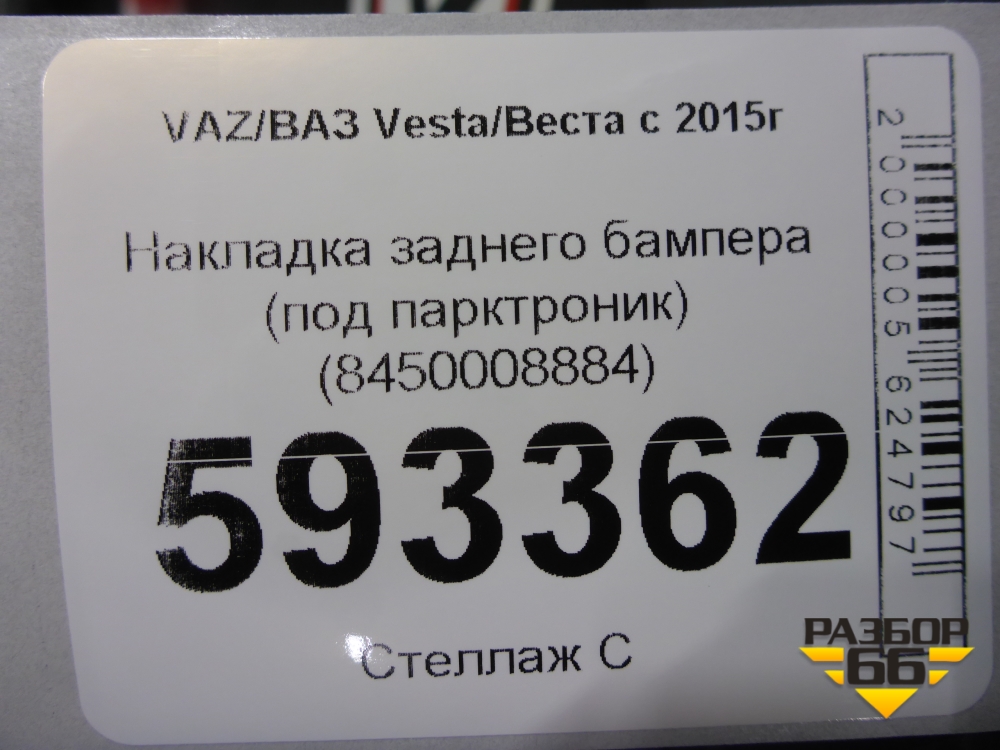 VAZ/ВАЗ Vesta/Веста с 2015г
Накладка заднего бампера
(под парктроник)
(8450008884)
593362
Стеллаж С
2000005624797
РАЗБОР
66